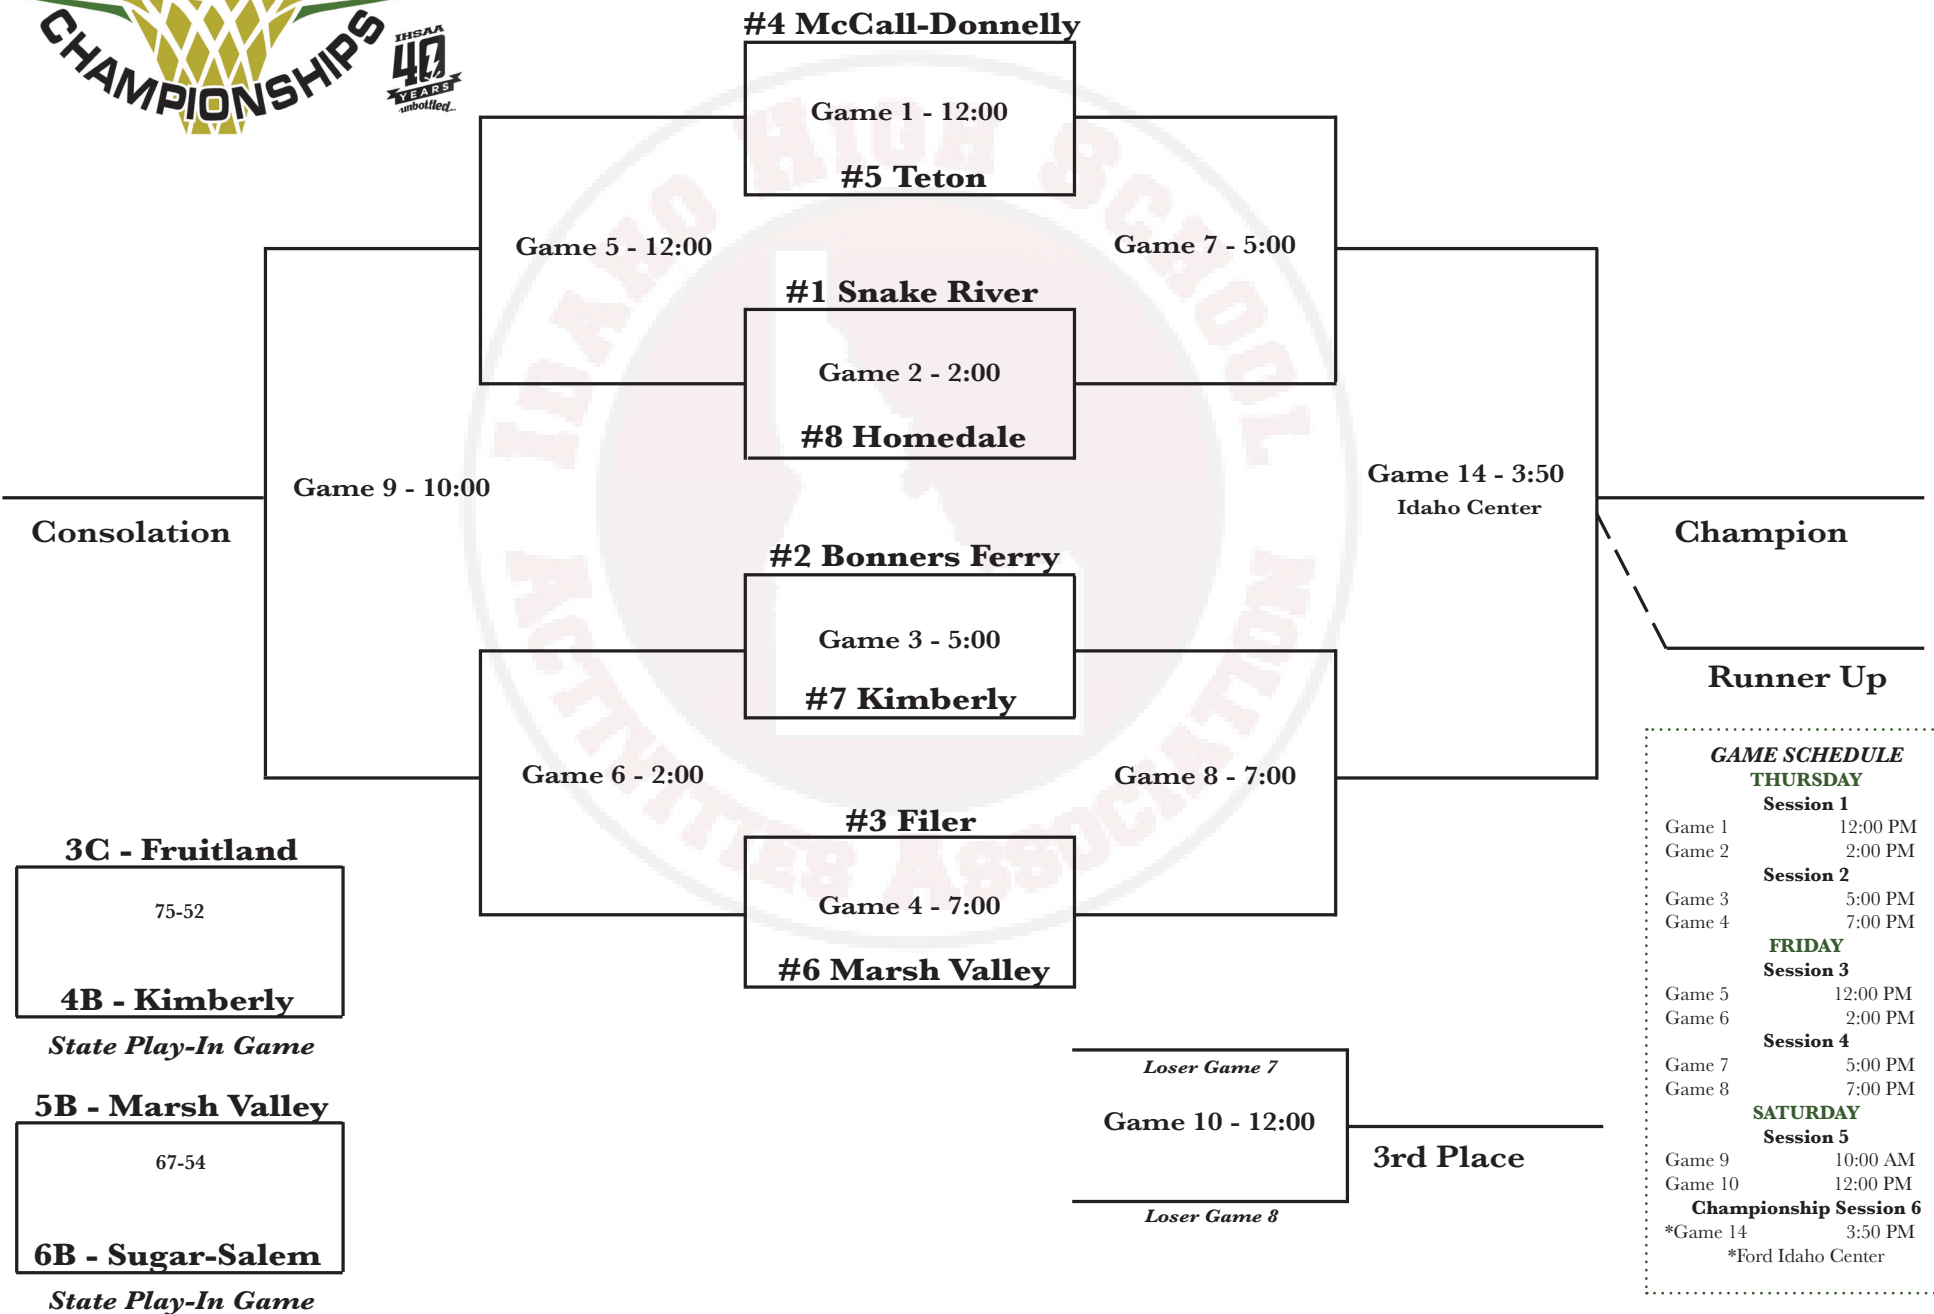 CHAMPIONSHIPS
IHSAA
40
YEARS
unbottled...
IDAHO HIGH SCHOOL
ACTIVITIES ASSOCIATION
#4 McCall-Donnelly
Game 1 - 12:00
#5 Teton
Game 5 - 12:00
Game 7 - 5:00
#1 Snake River
Game 2 - 2:00
#8 Homedale
Game 9 - 10:00
Consolation
Game 14 - 3:50
Idaho Center
Champion
Runner Up
#2 Bonners Ferry
Game 3 - 5:00
#7 Kimberly
Game 6 - 2:00
Game 8 - 7:00
#3 Filer
Game 4 - 7:00
#6 Marsh Valley
3C - Fruitland
75-52
4B - Kimberly
State Play-In Game
5B - Marsh Valley
67-54
6B - Sugar-Salem
State Play-In Game
Loser Game 7
Game 10 - 12:00
3rd Place
Loser Game 8
GAME SCHEDULE
THURSDAY
Session 1
Game 1 12:00 PM
Game 2 2:00 PM
Session 2
Game 3 5:00 PM
Game 4 7:00 PM
FRIDAY
Session 3
Game 5 12:00 PM
Game 6 2:00 PM
Session 4
Game 7 5:00 PM
Game 8 7:00 PM
SATURDAY
Session 5
Game 9 10:00 AM
Game 10 12:00 PM
Championship Session 6
*Game 14 3:50 PM
*Ford Idaho Center